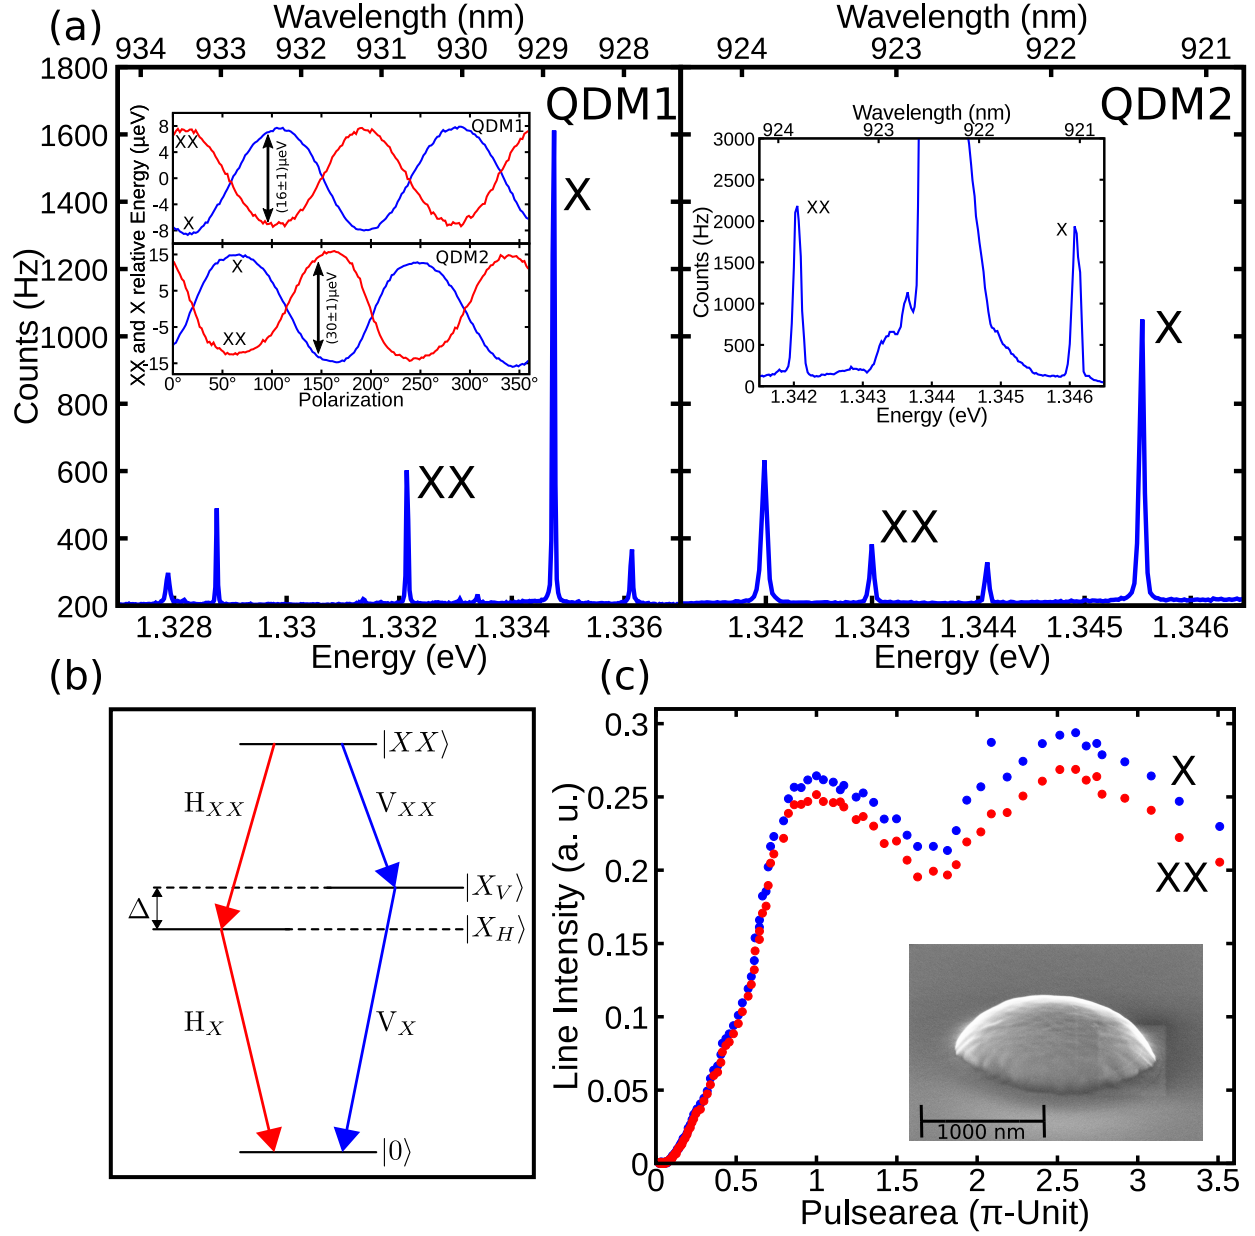 (a)
Wavelength (nm)
934 933 932 931 930 929 928
Wavelength (nm)
924 923 922 921
1800
1600
1400
1200
1000
800
600
400
200
Counts (Hz)
QDM1
X
XX
1.328 1.33 1.332 1.334 1.336
Energy (eV)
XX and X relative Energy (μeV)
8
4
0
-4
-8
XX
X
QDM1
(16±1)μeV
15
5
-5
15
X
XX
QDM2
(30±1)μeV
0° 50° 100° 150° 200° 250° 300° 350°
Polarization
QDM2
X
XX
1.342 1.343 1.344 1.345 1.346
Energy (eV)
Wavelength (nm)
924 923 922 921
3000
2500
2000
1500
1000
500
0
Counts (Hz)
XX
X
1.342 1.343 1.344 1.345 1.346
Energy (eV)
(b)
|XX⟩
H_XX
V_XX
|X_V⟩
Δ
|X_H⟩
H_X
V_X
|0⟩
(c)
0.3
0.25
0.2
0.15
0.1
0.05
0
Line Intensity (a. u.)
X
XX
1000 nm
0 0.5 1 1.5 2 2.5 3 3.5
Pulsearea (π-Unit)